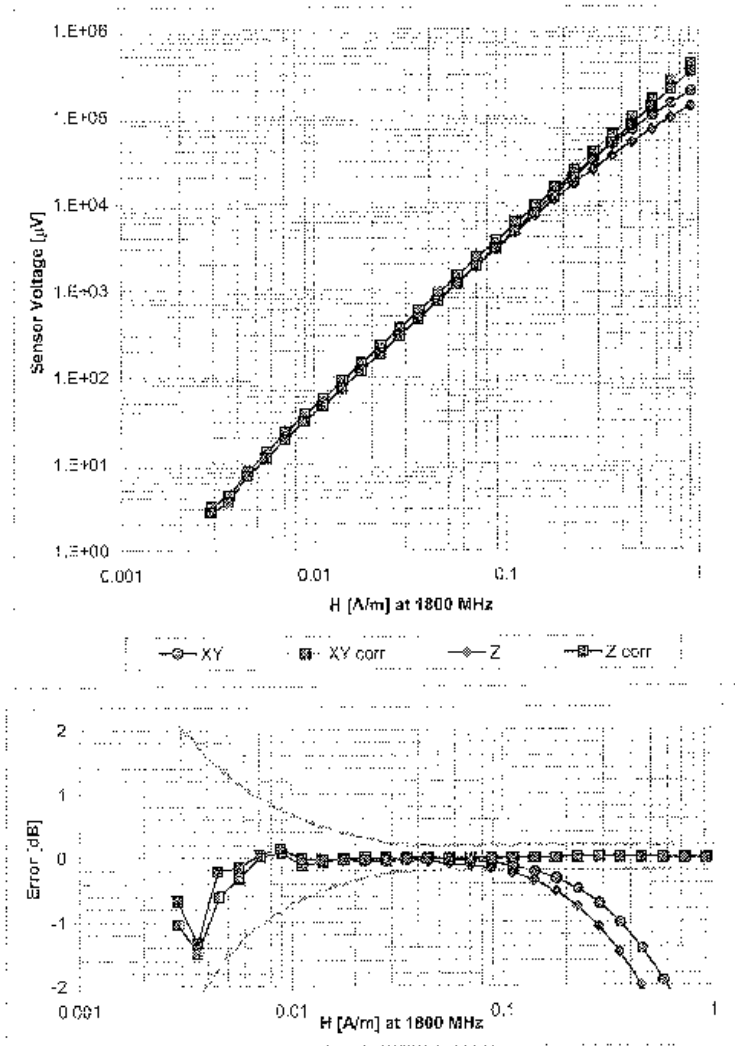 1.E+06
1.E+05
1.E+04
1.E+03
1.E+02
1.E+01
1.E+00
Sensor Voltage [µV]
0.001
0.01
0.1
1
H [A/m] at 1800 MHz
XY
XY corr
Z
Z corr
2
1
0
-1
-2
Error [dB]
0.001
0.01
0.1
1
H [A/m] at 1800 MHz